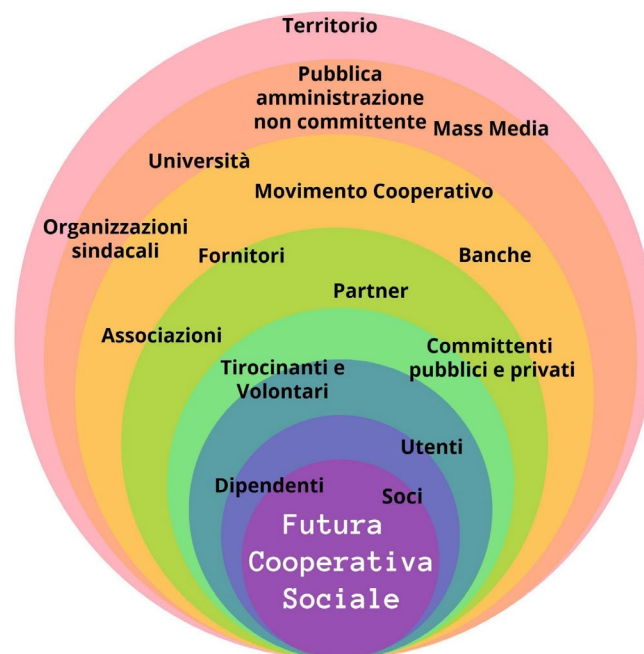 Territorio
Pubblica
amministrazione
non committente
Mass Media
Università
Movimento Cooperativo
Organizzazioni
sindacali
Fornitori
Banche
Partner
Associazioni
Committenti
pubblici e privati
Tirocinanti e
Volontari
Utenti
Dipendenti
Soci
Futura
Cooperativa
Sociale